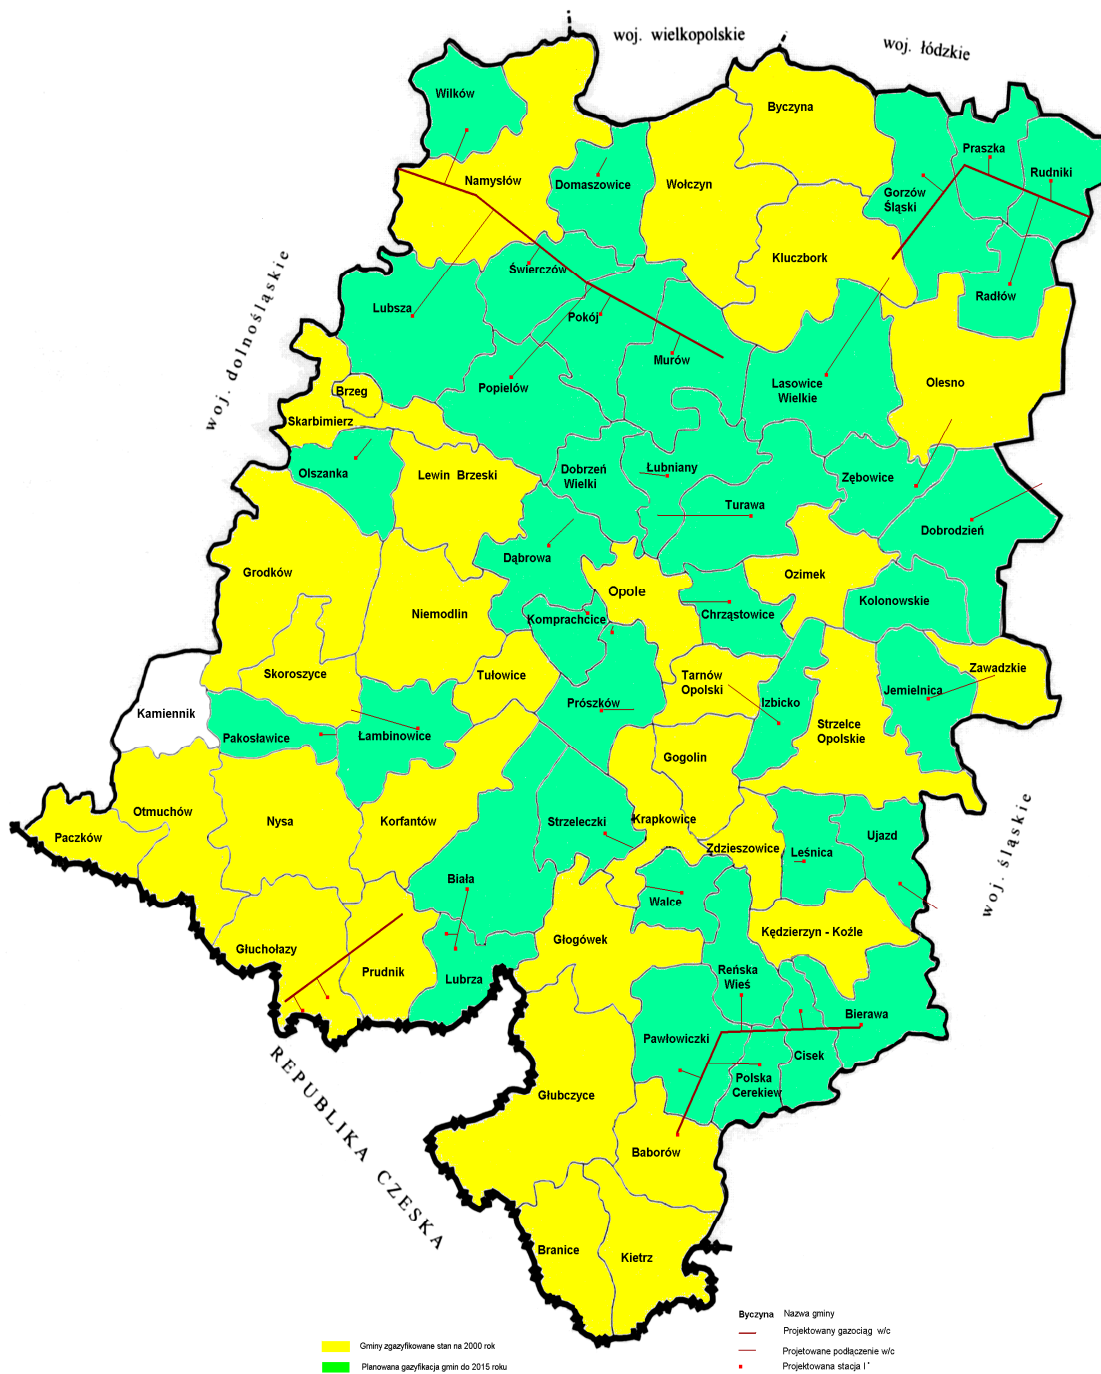 woj. wielkopolskie
woj. łódzkie
Wilków
Byczyna
Praszka
Rudniki
Namysłów
Domaszowice
Wołczyn
Gorzów
Śląski
Kluczbork
Świerczów
Radłów
woj. dolnośląskie
Lubsza
Pokój
Murów
Popielów
Lasowice
Wielkie
Olesno
Brzeg
Skarbimierz
Olszanka
Lewin Brzeski
Dobrzeń
Wielki
Łubniany
Zębowice
Turawa
Dobrodzień
Dąbrowa
Grodków
Ozimek
Opole
Kolonowskie
Niemodlin
Komprachcice
Chrząstowice
Skoroszyce
Tułowice
Tarnów
Opolski
Zawadzkie
Jemielnica
Izbicko
Prószków
Kamiennik
Strzelce
Opolskie
Pakosławice
Łambinowice
Gogolin
Otmuchów
Nysa
Korfantów
Strzeleczki
Krapkowice
Paczków
Ujazd
Zdzieszowice
Leśnica
woj. śląskie
Biała
Walce
Kędzierzyn - Koźle
Głuchołazy
Głogówek
Prudnik
Lubrza
Reńska
Wieś
Bierawa
Pawłowiczki
Cisek
Polska
Cerekiew
Głubczyce
REPUBLIKA CZESKA
Baborów
Branice
Kietrz
Byczyna Nazwa gminy
Projektowany gazociąg w/c
Gminy zgazyfikowane stan na 2000 rok
Projetowane podłączenie w/c
Planowana gazyfikacja gmin do 2015 roku
Projektowana stacja I°